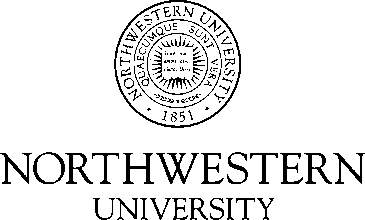 NORTHWESTERN UNIVERSITY
QUAECUMQUE SUNT VERA
• 1851 •
NORTHWESTERN
UNIVERSITY